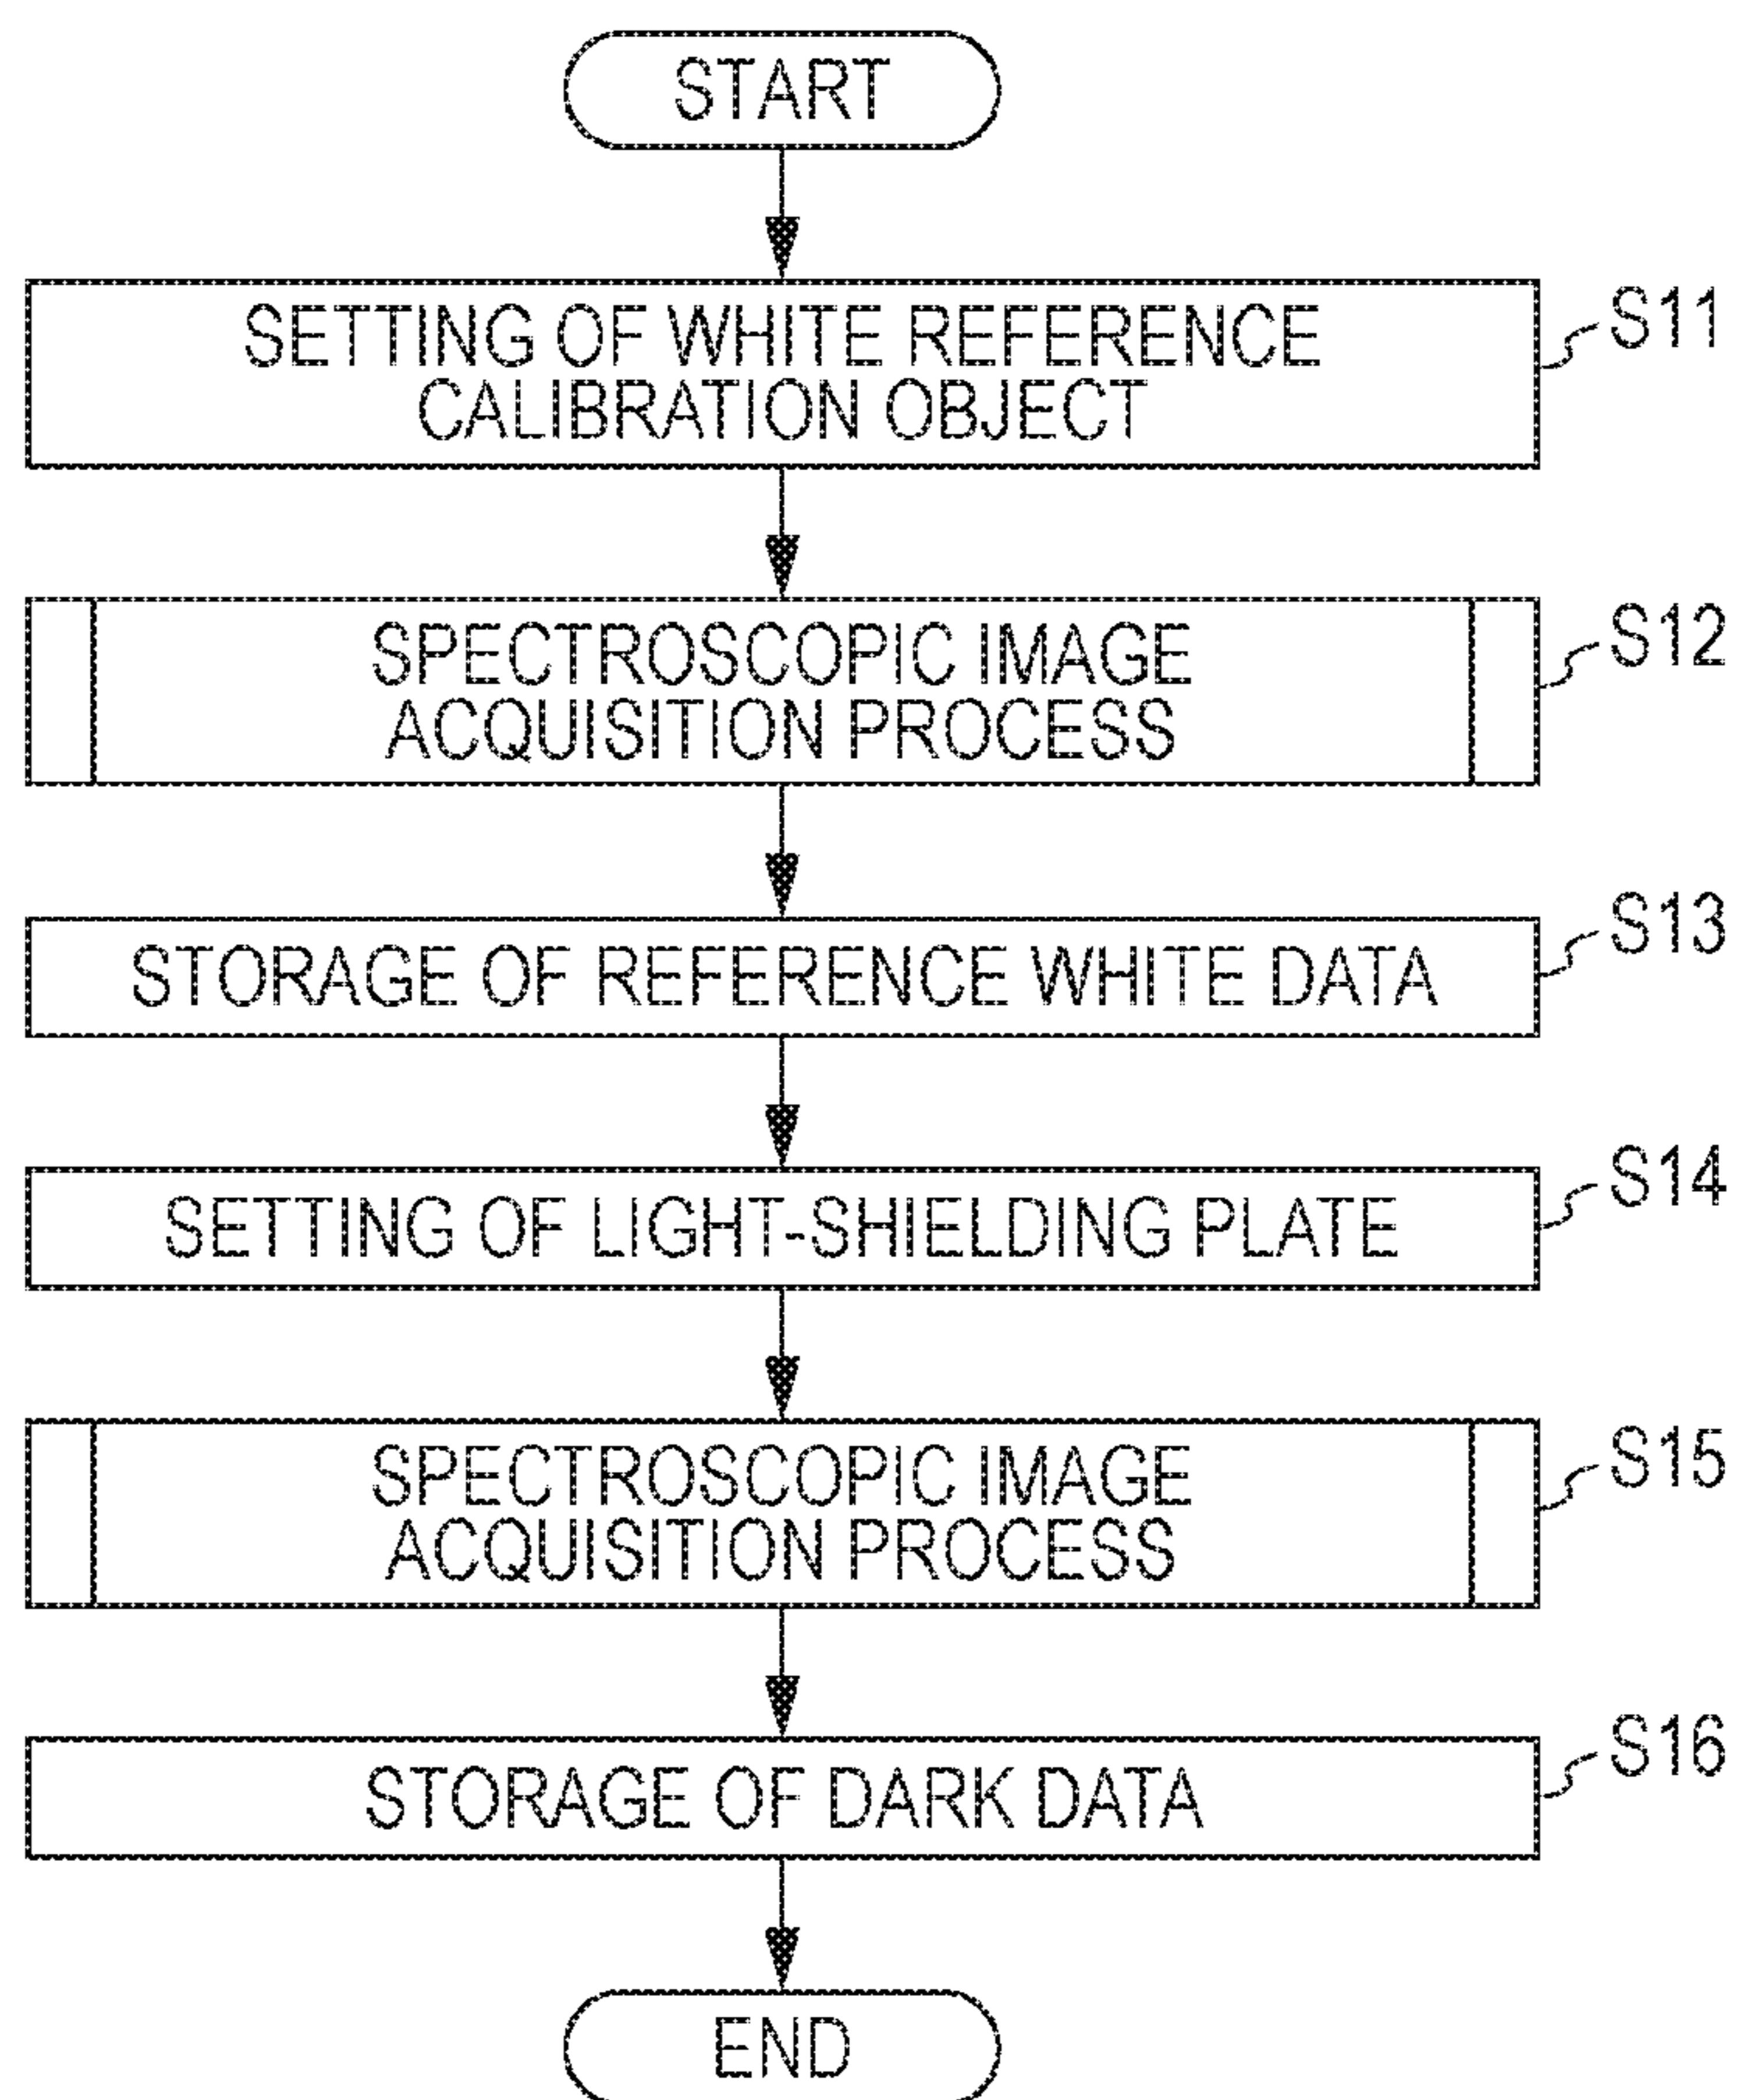 START
SETTING OF WHITE REFERENCE
CALIBRATION OBJECT
S11
SPECTROSCOPIC IMAGE
ACQUISITION PROCESS
S12
STORAGE OF REFERENCE WHITE DATA
S13
SETTING OF LIGHT-SHIELDING PLATE
S14
SPECTROSCOPIC IMAGE
ACQUISITION PROCESS
S15
STORAGE OF DARK DATA
S16
END